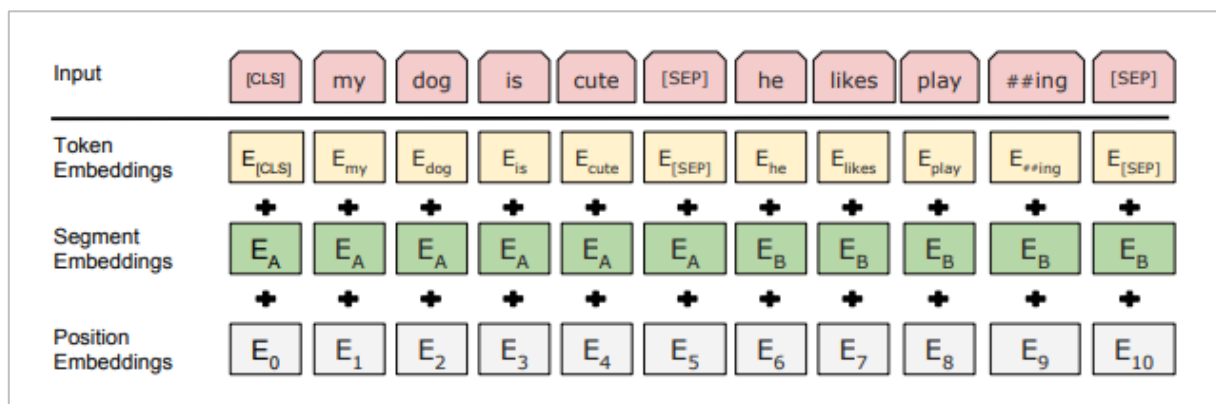 Input [CLS] my dog is cute [SEP] he likes play ##ing [SEP]
Token
Embeddings E[CLS] Emy Edog Eis Ecute E[SEP] Ehe Elikes Eplay E##ing E[SEP]
Segment
Embeddings EA EA EA EA EA EA EB EB EB EB EB
Position
Embeddings E0 E1 E2 E3 E4 E5 E6 E7 E8 E9 E10